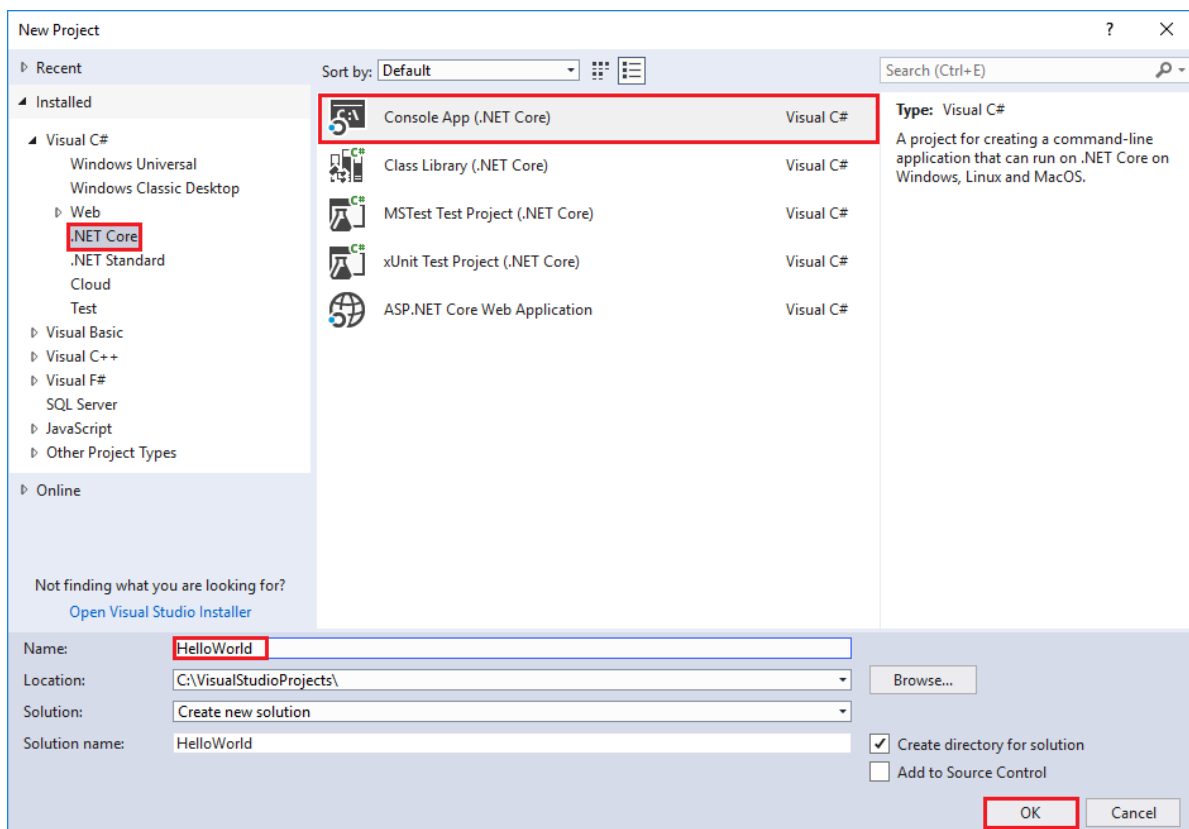 New Project
?
Recent
Installed
Visual C#
Windows Universal
Windows Classic Desktop
Web
.NET Core
.NET Standard
Cloud
Test
Visual Basic
Visual C++
Visual F#
SQL Server
JavaScript
Other Project Types
Online
Not finding what you are looking for?
Open Visual Studio Installer
Sort by: Default
Console App (.NET Core) Visual C#
Class Library (.NET Core) Visual C#
MSTest Test Project (.NET Core) Visual C#
xUnit Test Project (.NET Core) Visual C#
ASP.NET Core Web Application Visual C#
Search (Ctrl+E)
Type: Visual C#
A project for creating a command-line
application that can run on .NET Core on
Windows, Linux and MacOS.
Name: HelloWorld
Location: C:\VisualStudioProjects\ Browse...
Solution: Create new solution
Solution name: HelloWorld
Create directory for solution
Add to Source Control
OK Cancel